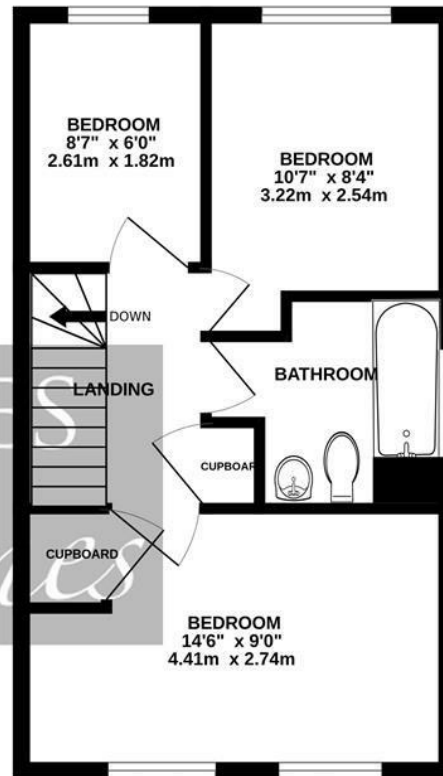 BEDROOM
8'7" x 6'0"
2.61m x 1.82m
BEDROOM
10'7" x 8'4"
3.22m x 2.54m
DOWN
LANDING
BATHROOM
CUPBOAR
CUPBOARD
BEDROOM
14'6" x 9'0"
4.41m x 2.74m